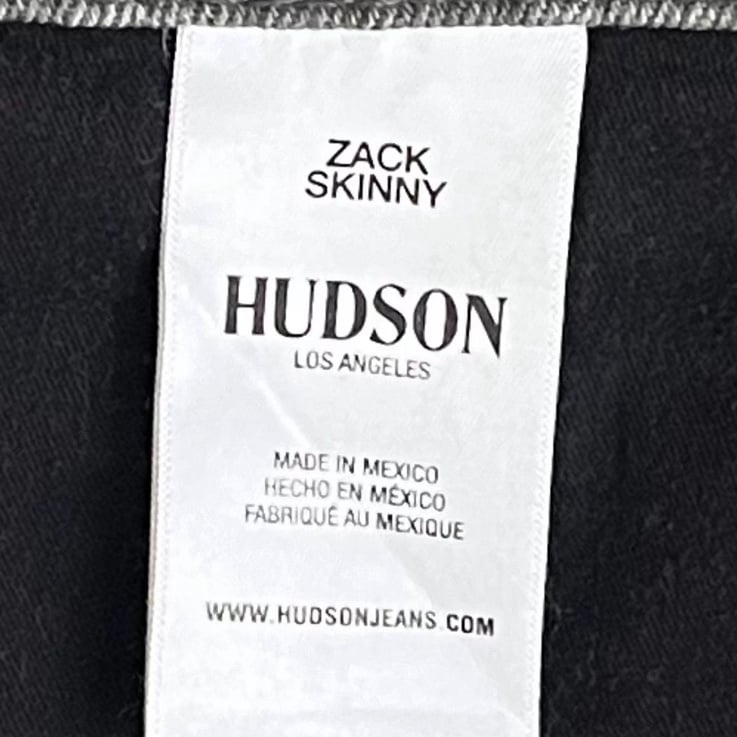 ZACK
SKINNY
HUDSON
LOS ANGELES
MADE IN MEXICO
HECHO EN MÉXICO
FABRIQUÉ AU MEXIQUE
WWW.HUDSONJEANS.COM